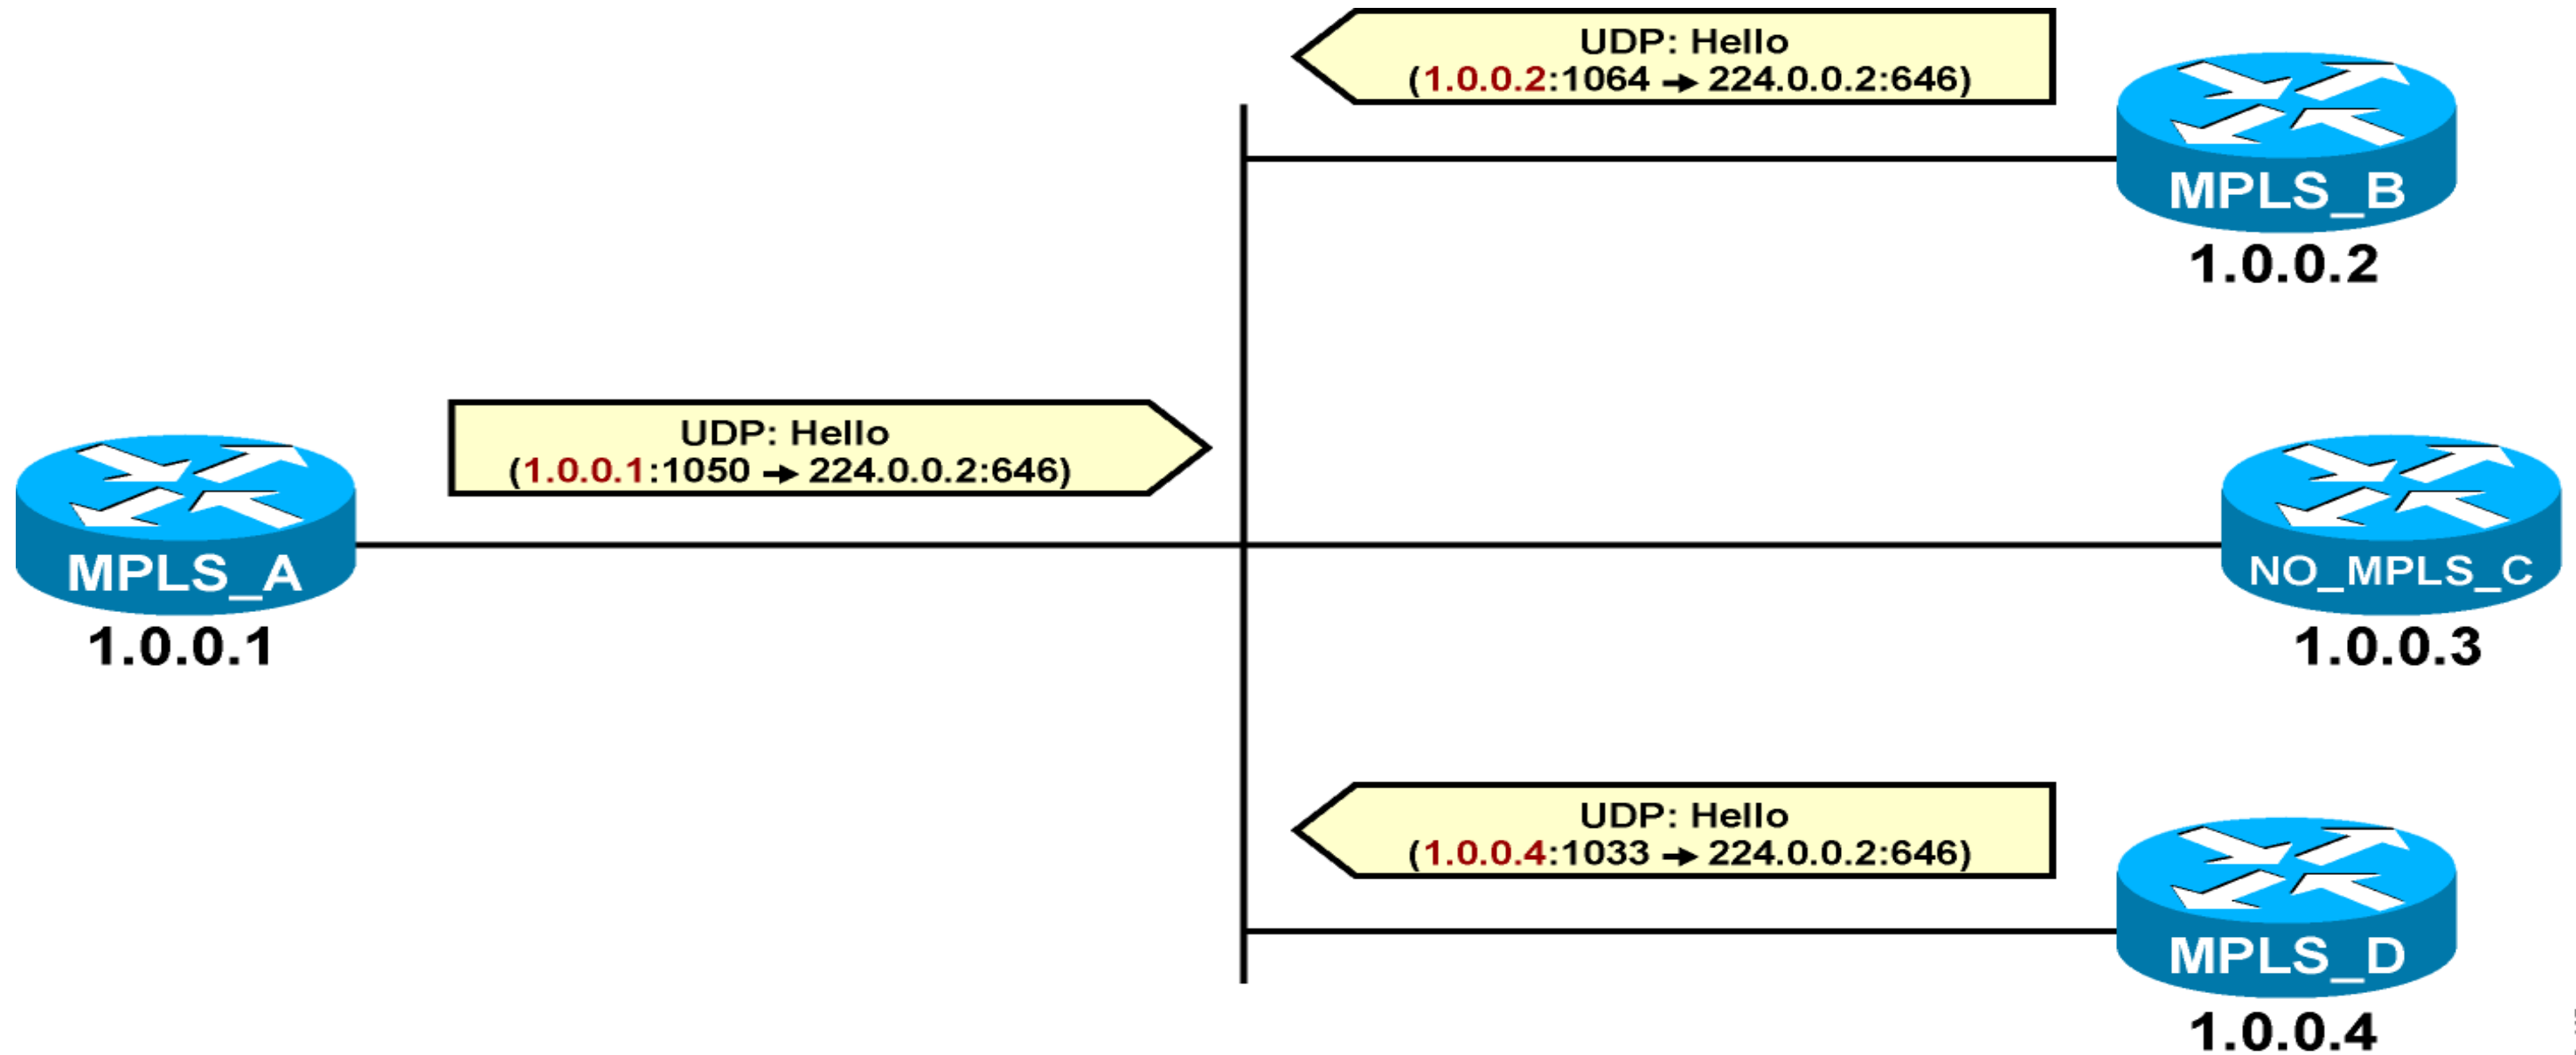 UDP: Hello
(1.0.0.2:1064 → 224.0.0.2:646)
MPLS_B
1.0.0.2
UDP: Hello
(1.0.0.1:1050 → 224.0.0.2:646)
MPLS_A
1.0.0.1
NO_MPLS_C
1.0.0.3
UDP: Hello
(1.0.0.4:1033 → 224.0.0.2:646)
MPLS_D
1.0.0.4